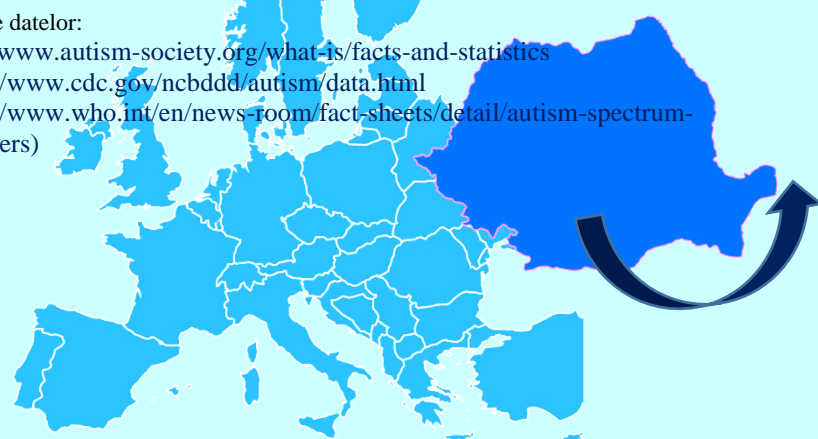 e datelor:
/www.autism-society.org/what-is/facts-and-statistics
//www.cdc.gov/ncbddd/autism/data.html
//www.who.int/en/news-room/fact-sheets/detail/autism-spectrum-
ers)